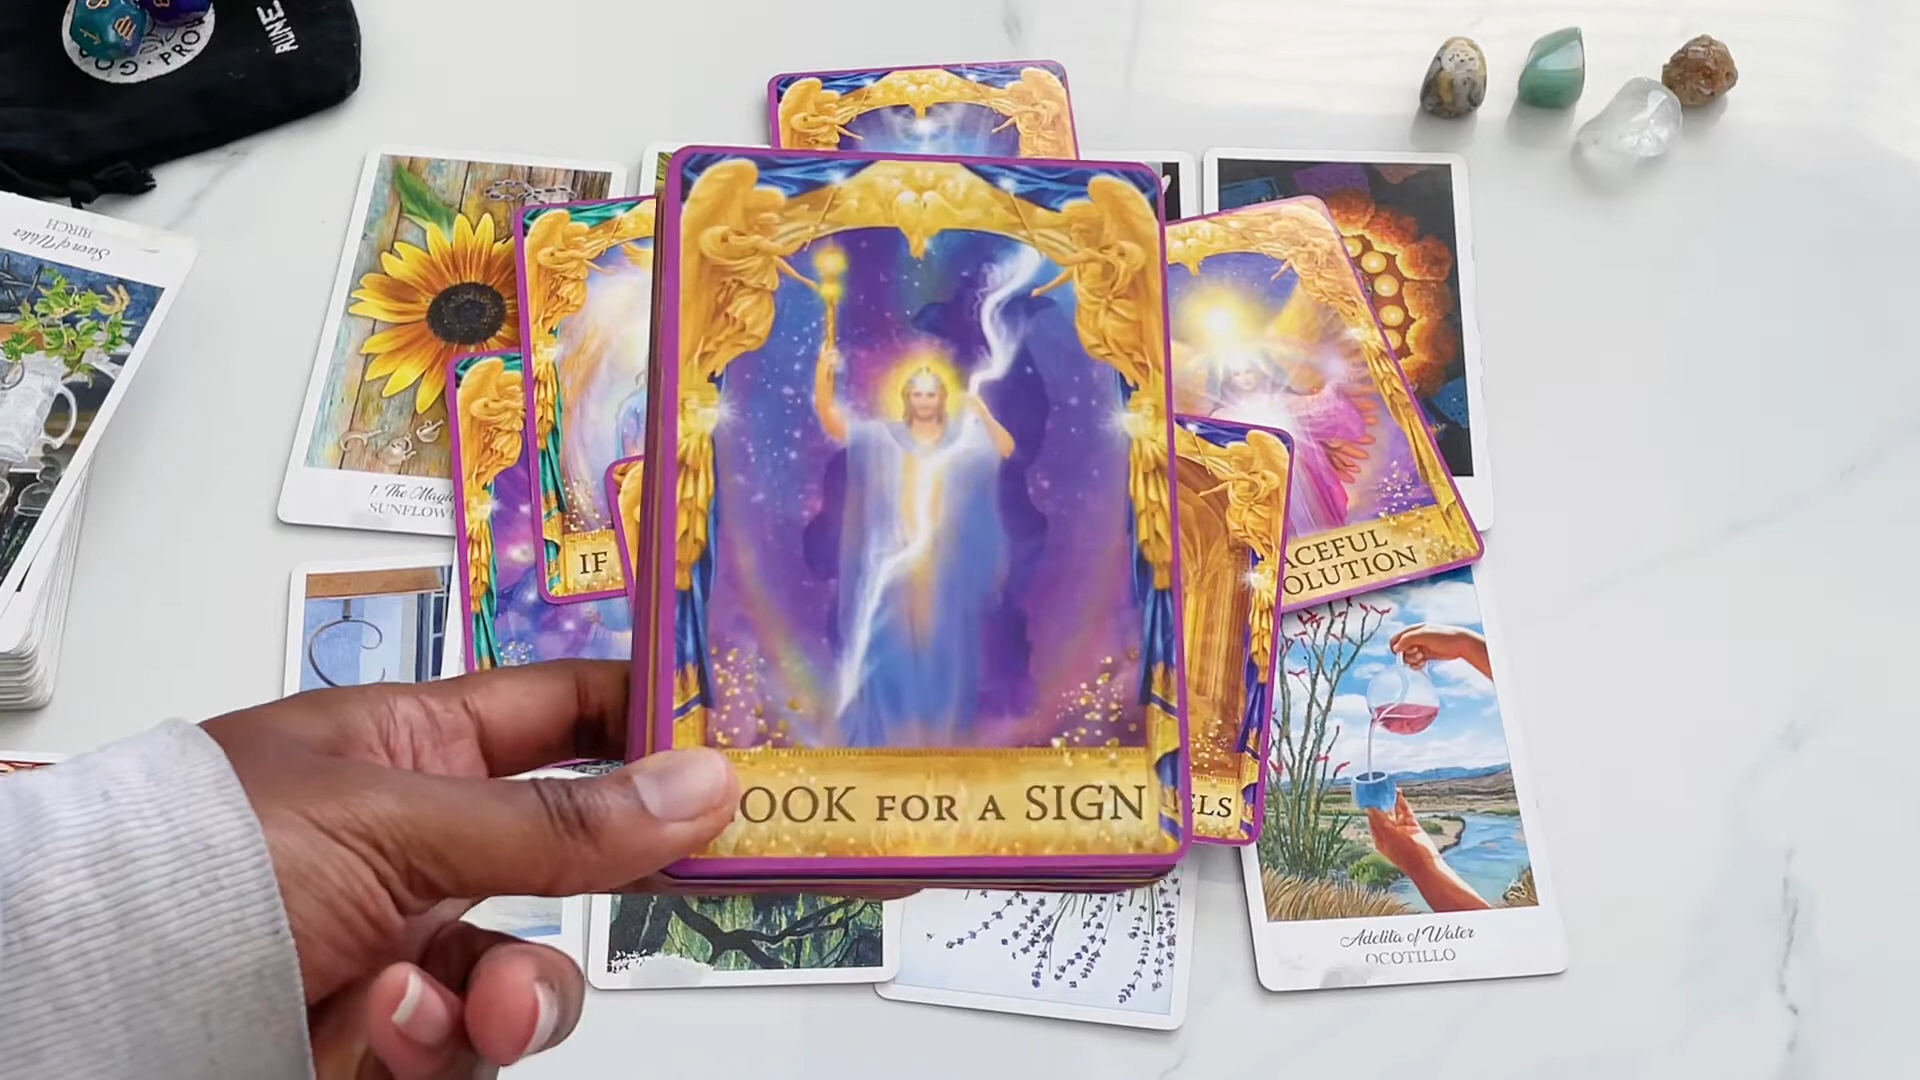 RUNE
Seven of Water
BIRCH
1. The Magic
SUNFLOW
IF
OOK FOR A SIGN
ACEFUL
OLUTION
ELS
Adelita of Water
OCOTILLO